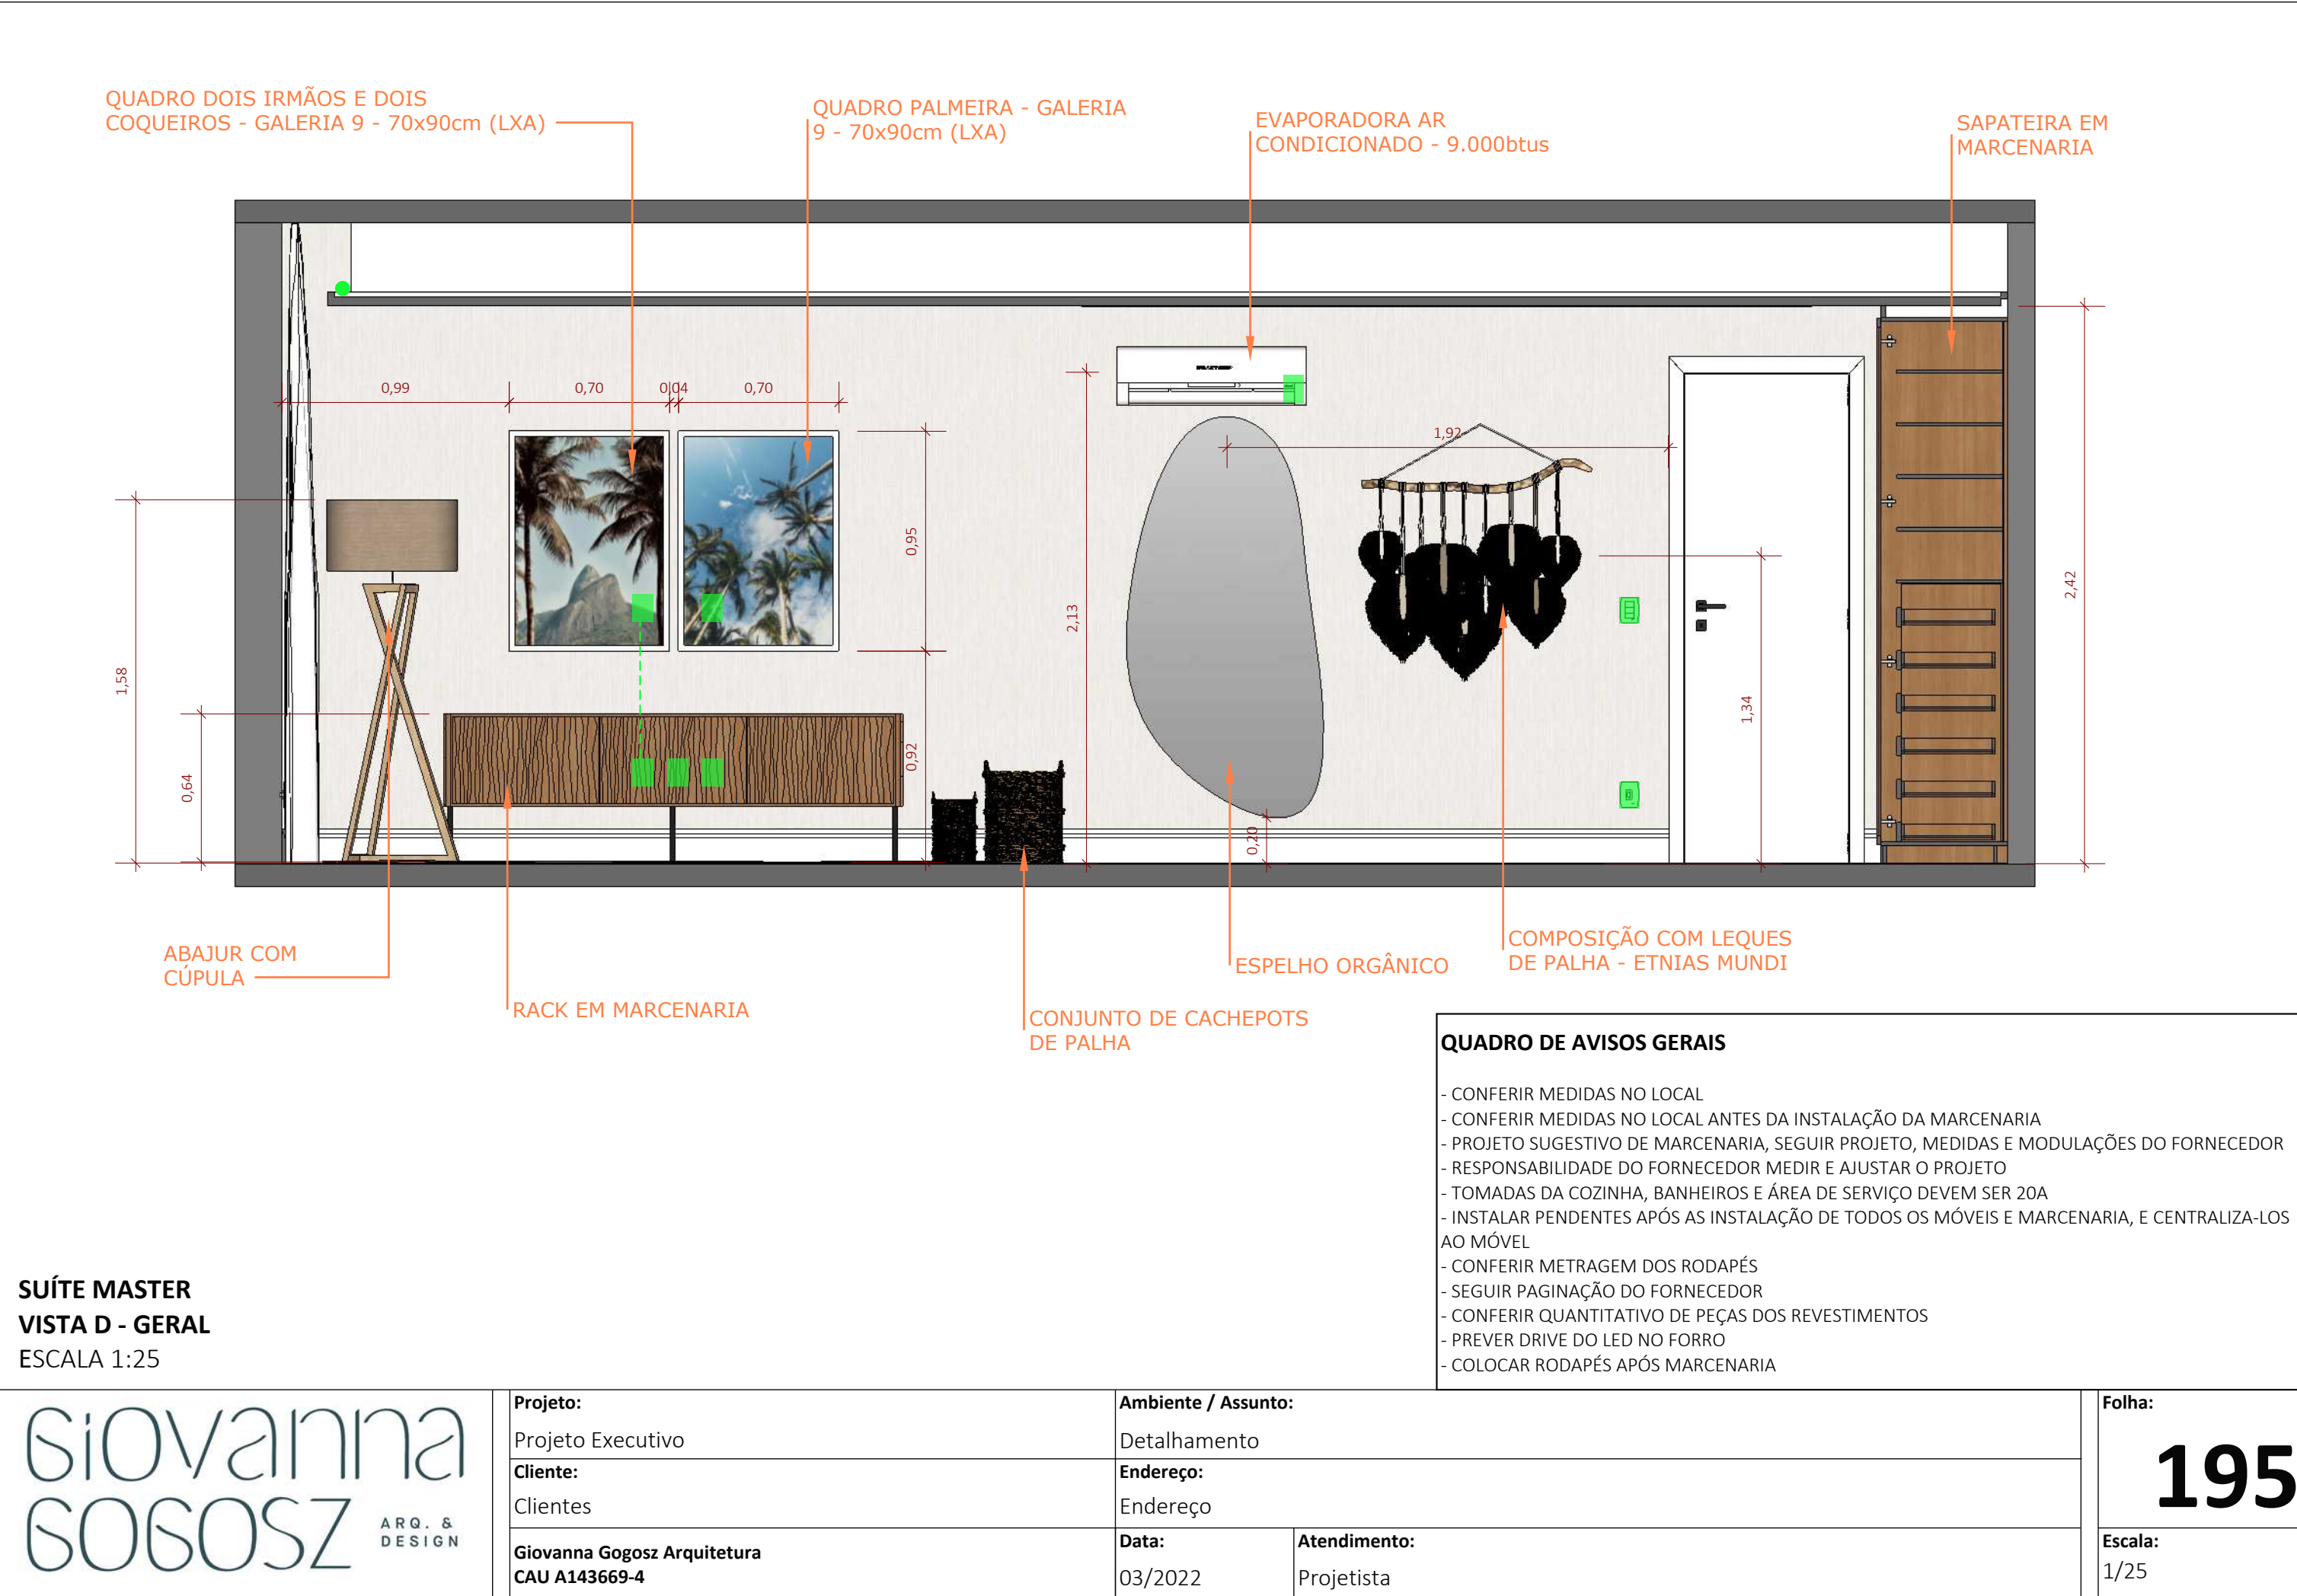 QUADRO DOIS IRMÃOS E DOIS
COQUEIROS - GALERIA 9 - 70x90cm (LXA)
QUADRO PALMEIRA - GALERIA
9 - 70x90cm (LXA)
EVAPORADORA AR
CONDICIONADO - 9.000btus
SAPATEIRA EM
MARCENARIA
0,99
0,70
0,04
0,70
1,92
0,95
2,13
2,42
1,58
1,34
0,64
0,92
0,20
ABAJUR COM
CÚPULA
RACK EM MARCENARIA
CONJUNTO DE CACHEPOTS
DE PALHA
ESPELHO ORGÂNICO
COMPOSIÇÃO COM LEQUES
DE PALHA - ETNIAS MUNDI
QUADRO DE AVISOS GERAIS
- CONFERIR MEDIDAS NO LOCAL
- CONFERIR MEDIDAS NO LOCAL ANTES DA INSTALAÇÃO DA MARCENARIA
- PROJETO SUGESTIVO DE MARCENARIA, SEGUIR PROJETO, MEDIDAS E MODULAÇÕES DO FORNECEDOR
- RESPONSABILIDADE DO FORNECEDOR MEDIR E AJUSTAR O PROJETO
- TOMADAS DA COZINHA, BANHEIROS E ÁREA DE SERVIÇO DEVEM SER 20A
- INSTALAR PENDENTES APÓS AS INSTALAÇÃO DE TODOS OS MÓVEIS E MARCENARIA, E CENTRALIZA-LOS
AO MÓVEL
- CONFERIR METRAGEM DOS RODAPÉS
- SEGUIR PAGINAÇÃO DO FORNECEDOR
- CONFERIR QUANTITATIVO DE PEÇAS DOS REVESTIMENTOS
- PREVER DRIVE DO LED NO FORRO
- COLOCAR RODAPÉS APÓS MARCENARIA
SUÍTE MASTER
VISTA D - GERAL
ESCALA 1:25
GIOVANNA
GOGOSZ
ARQ. &
DESIGN
Projeto:
Projeto Executivo
Cliente:
Clientes
Giovanna Gogosz Arquitetura
CAU A143669-4
Ambiente / Assunto:
Detalhamento
Endereço:
Endereço
Data:
03/2022
Atendimento:
Projetista
Folha:
195
Escala:
1/25